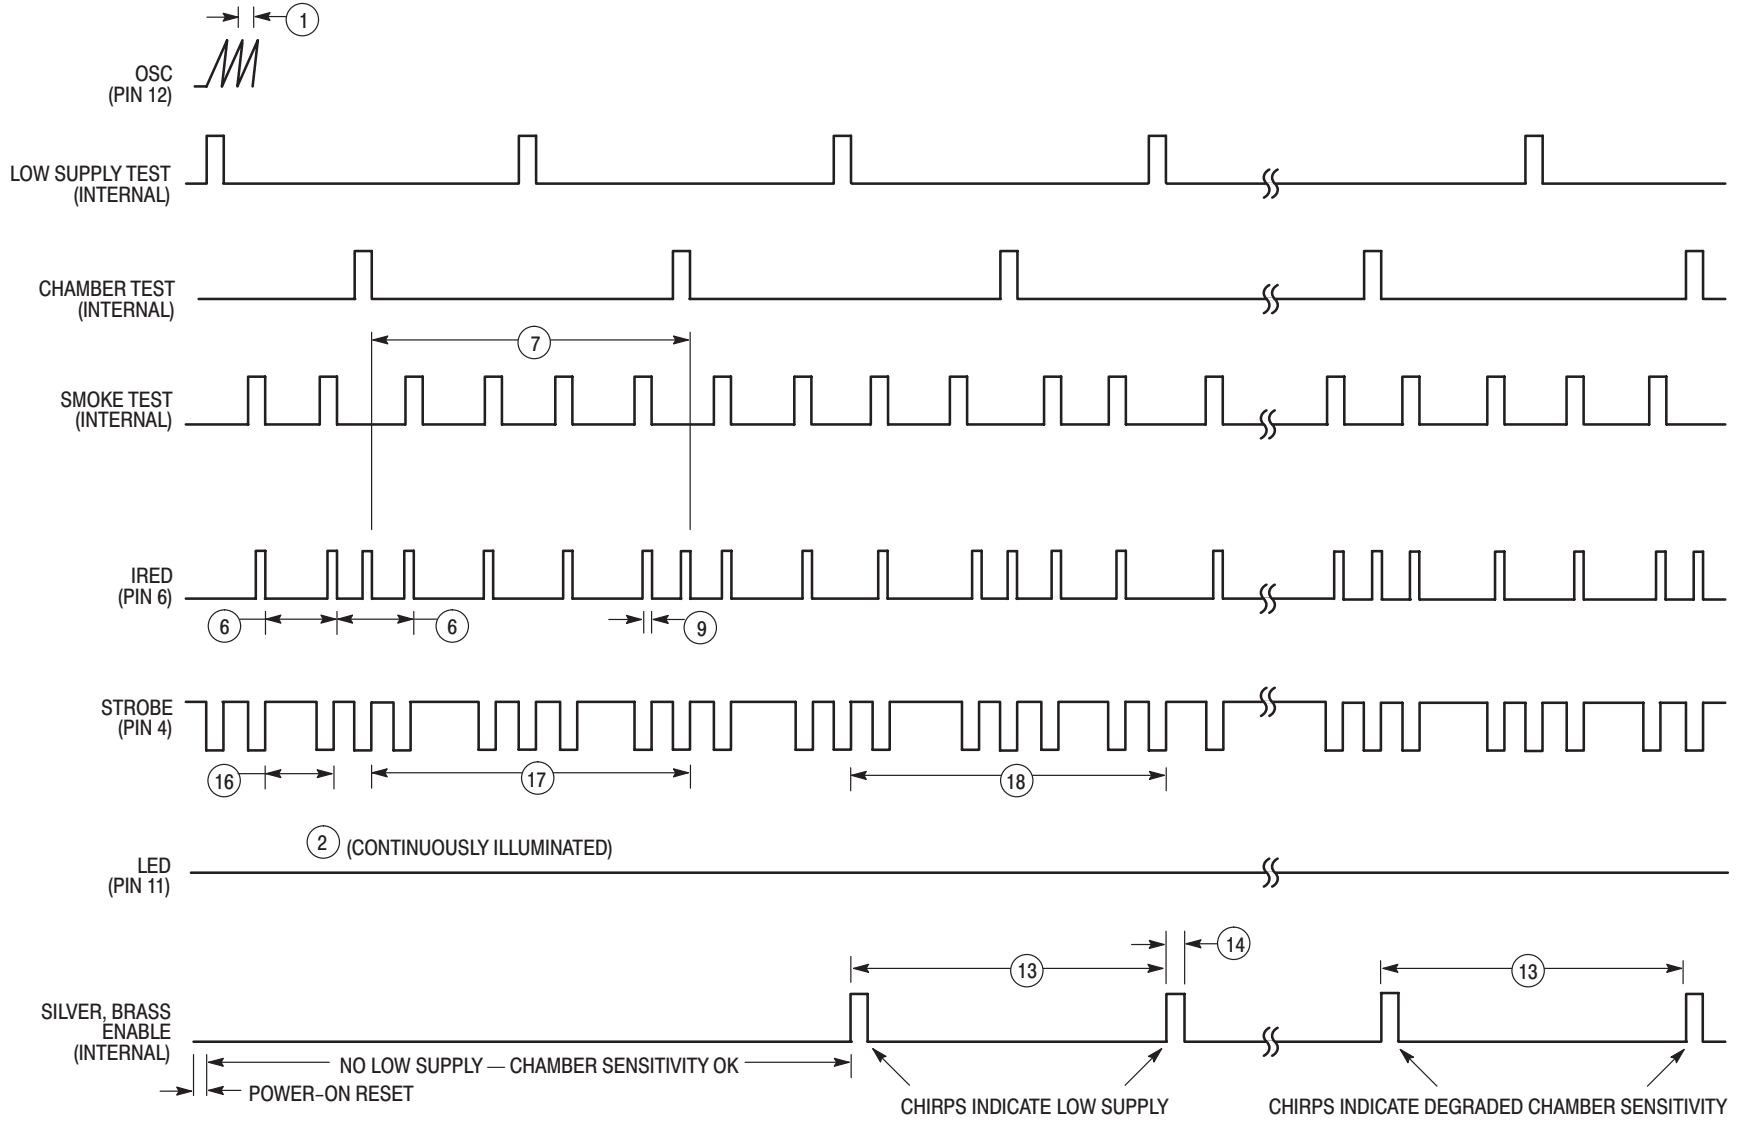 1
OSC
(PIN 12)
LOW SUPPLY TEST
(INTERNAL)
CHAMBER TEST
(INTERNAL)
7
SMOKE TEST
(INTERNAL)
IRED
(PIN 6)
6
6
9
STROBE
(PIN 4)
16
17
18
2 (CONTINUOUSLY ILLUMINATED)
LED
(PIN 11)
14
13
13
SILVER, BRASS
ENABLE
(INTERNAL)
NO LOW SUPPLY — CHAMBER SENSITIVITY OK
POWER–ON RESET
CHIRPS INDICATE LOW SUPPLY
CHIRPS INDICATE DEGRADED CHAMBER SENSITIVITY